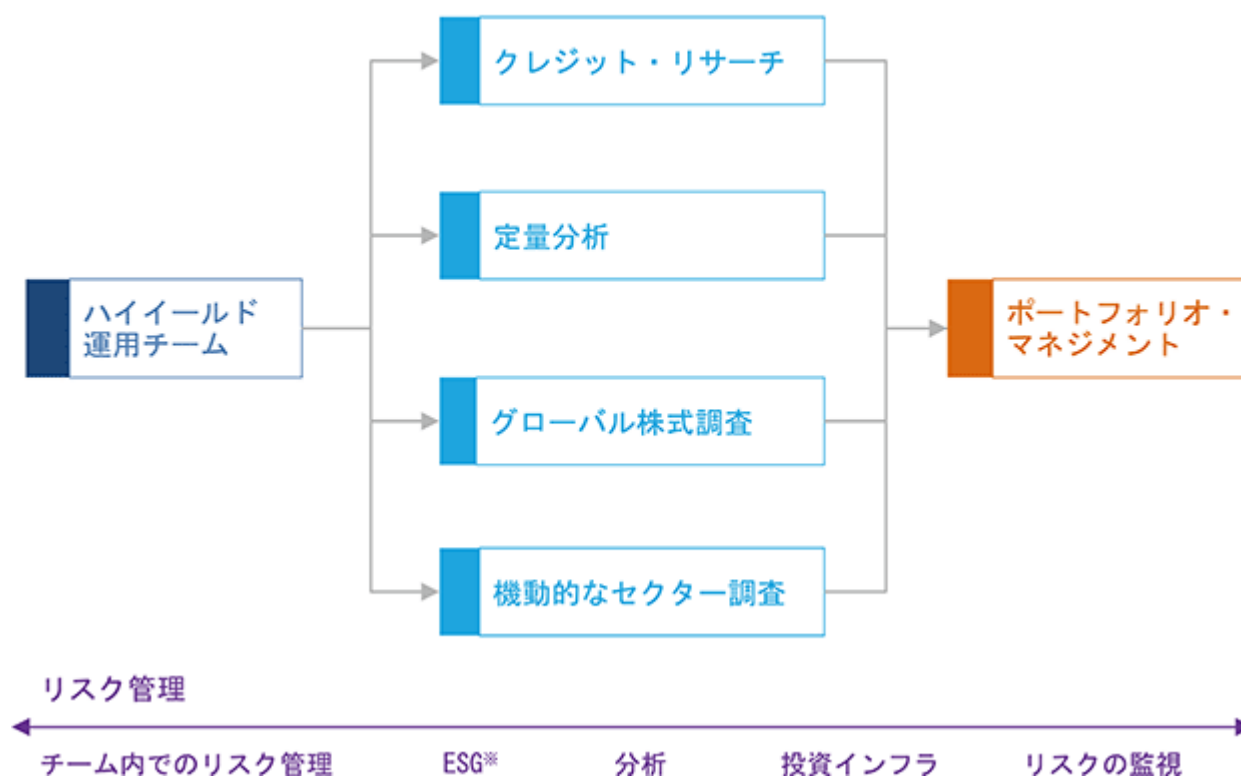 クレジット・リサーチ
定量分析
ハイイールド
運用チーム
ポートフォリオ・
マネジメント
グローバル株式調査
機動的なセクター調査
リスク管理
チーム内でのリスク管理 ESG※ 分析 投資インフラ リスクの監視